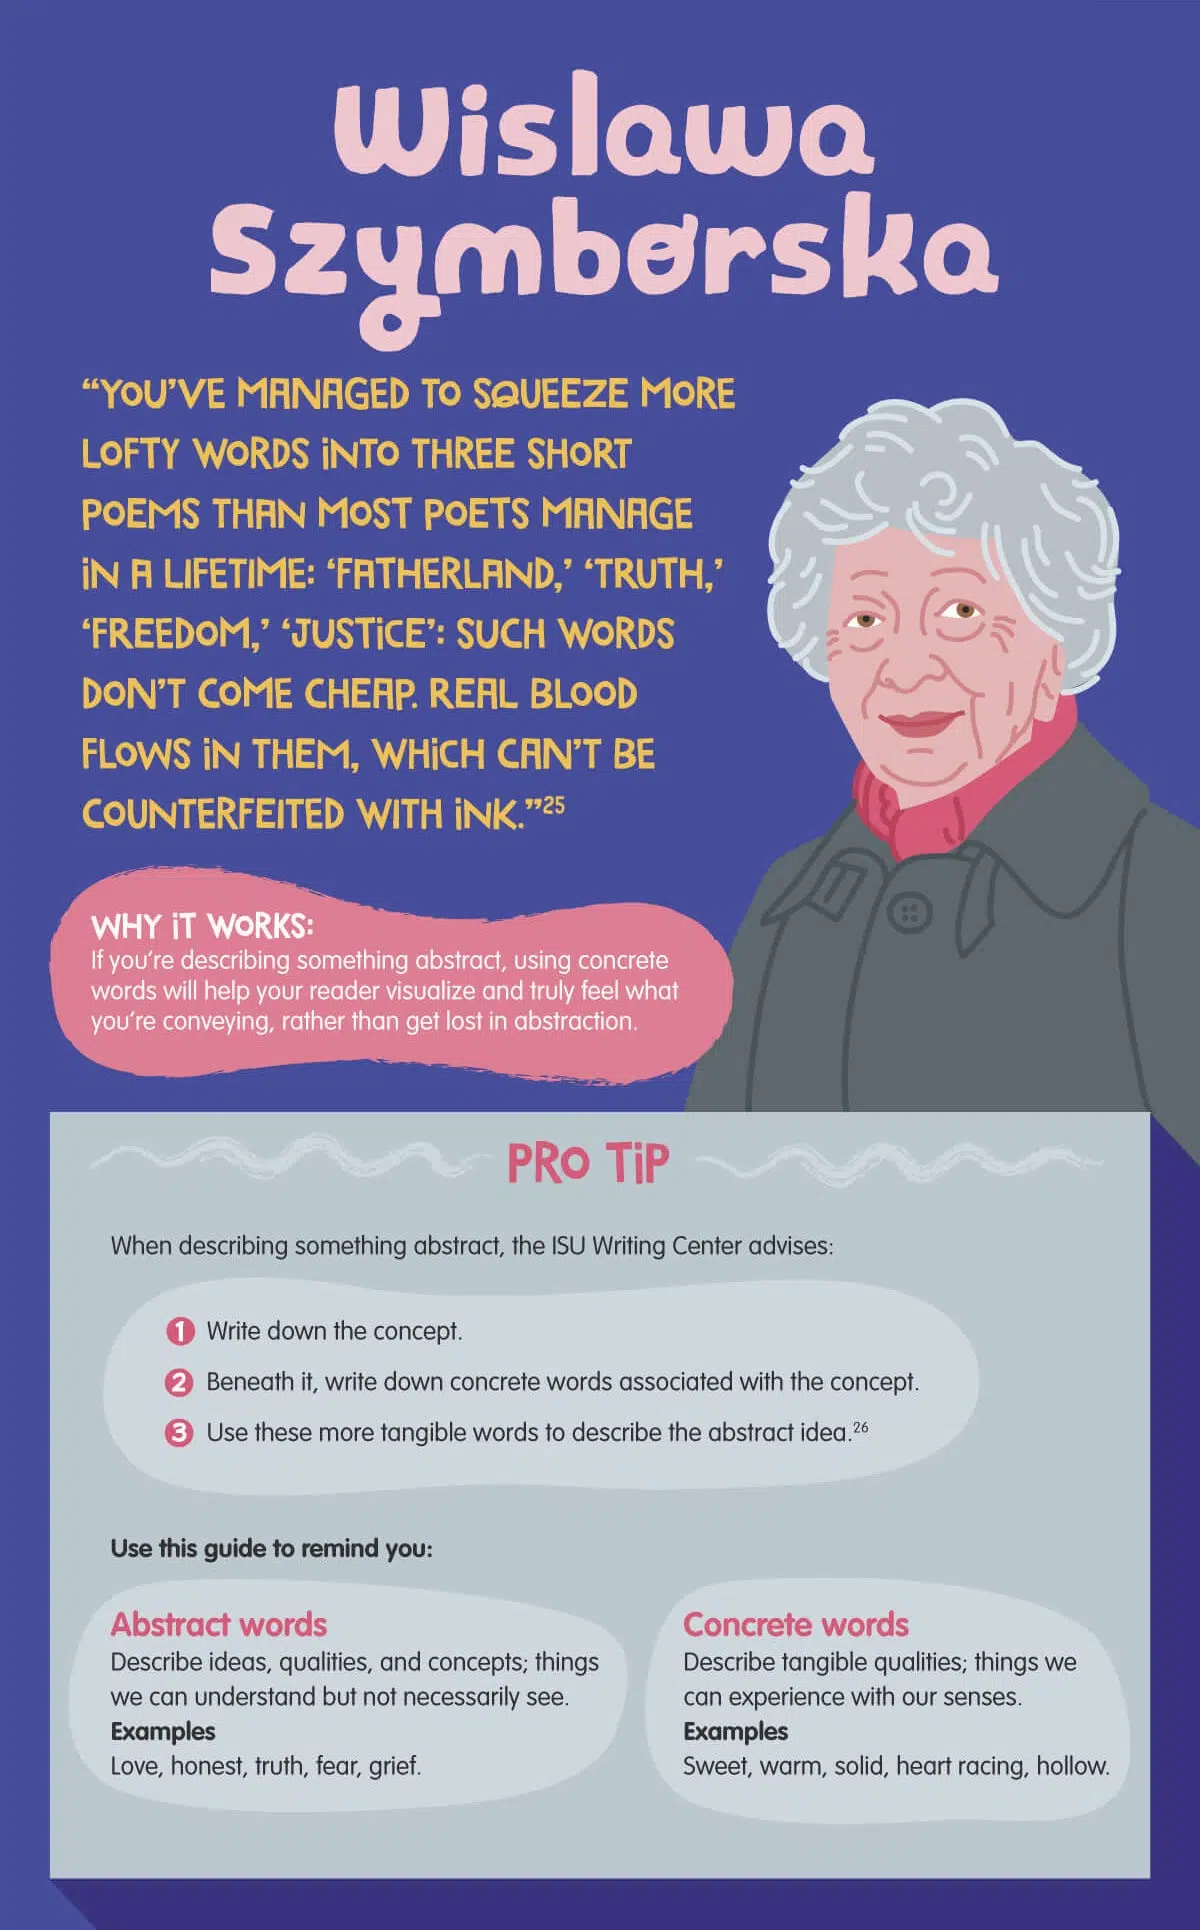 Wislawa
Szymborska
“YOU’VE MANAGED TO SQUEEZE MORE
LOFTY WORDS INTO THREE SHORT
POEMS THAN MOST POETS MANAGE
IN A LIFETIME: ‘FATHERLAND,’ ‘TRUTH,’
‘FREEDOM,’ ‘JUSTICE’: SUCH WORDS
DON’T COME CHEAP. REAL BLOOD
FLOWS IN THEM, WHICH CAN’T BE
COUNTERFEITED WITH INK.”25
WHY IT WORKS:
If you’re describing something abstract, using concrete
words will help your reader visualize and truly feel what
you’re conveying, rather than get lost in abstraction.
PRO TIP
When describing something abstract, the ISU Writing Center advises:
1 Write down the concept.
2 Beneath it, write down concrete words associated with the concept.
3 Use these more tangible words to describe the abstract idea.26
Use this guide to remind you:
Abstract words
Describe ideas, qualities, and concepts; things
we can understand but not necessarily see.
Examples
Love, honest, truth, fear, grief.
Concrete words
Describe tangible qualities; things we
can experience with our senses.
Examples
Sweet, warm, solid, heart racing, hollow.